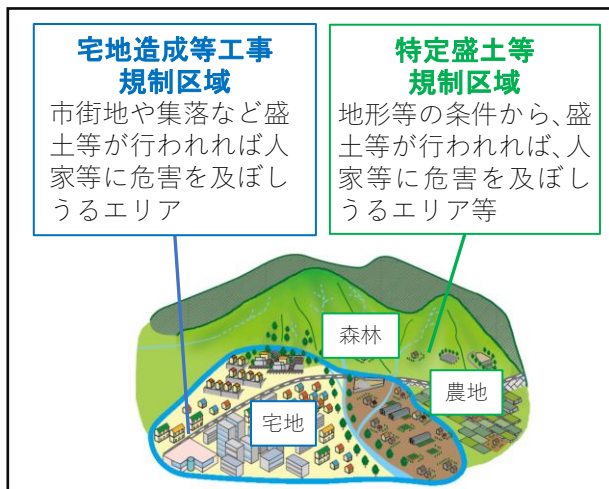 宅地造成等工事
規制区域
市街地や集落など盛
土等が行われれば人
家等に危害を及ぼし
うるエリア
特定盛土等
規制区域
地形等の条件から、盛
土等が行われれば、人
家等に危害を及ぼし
うるエリア等
森林
農地
宅地